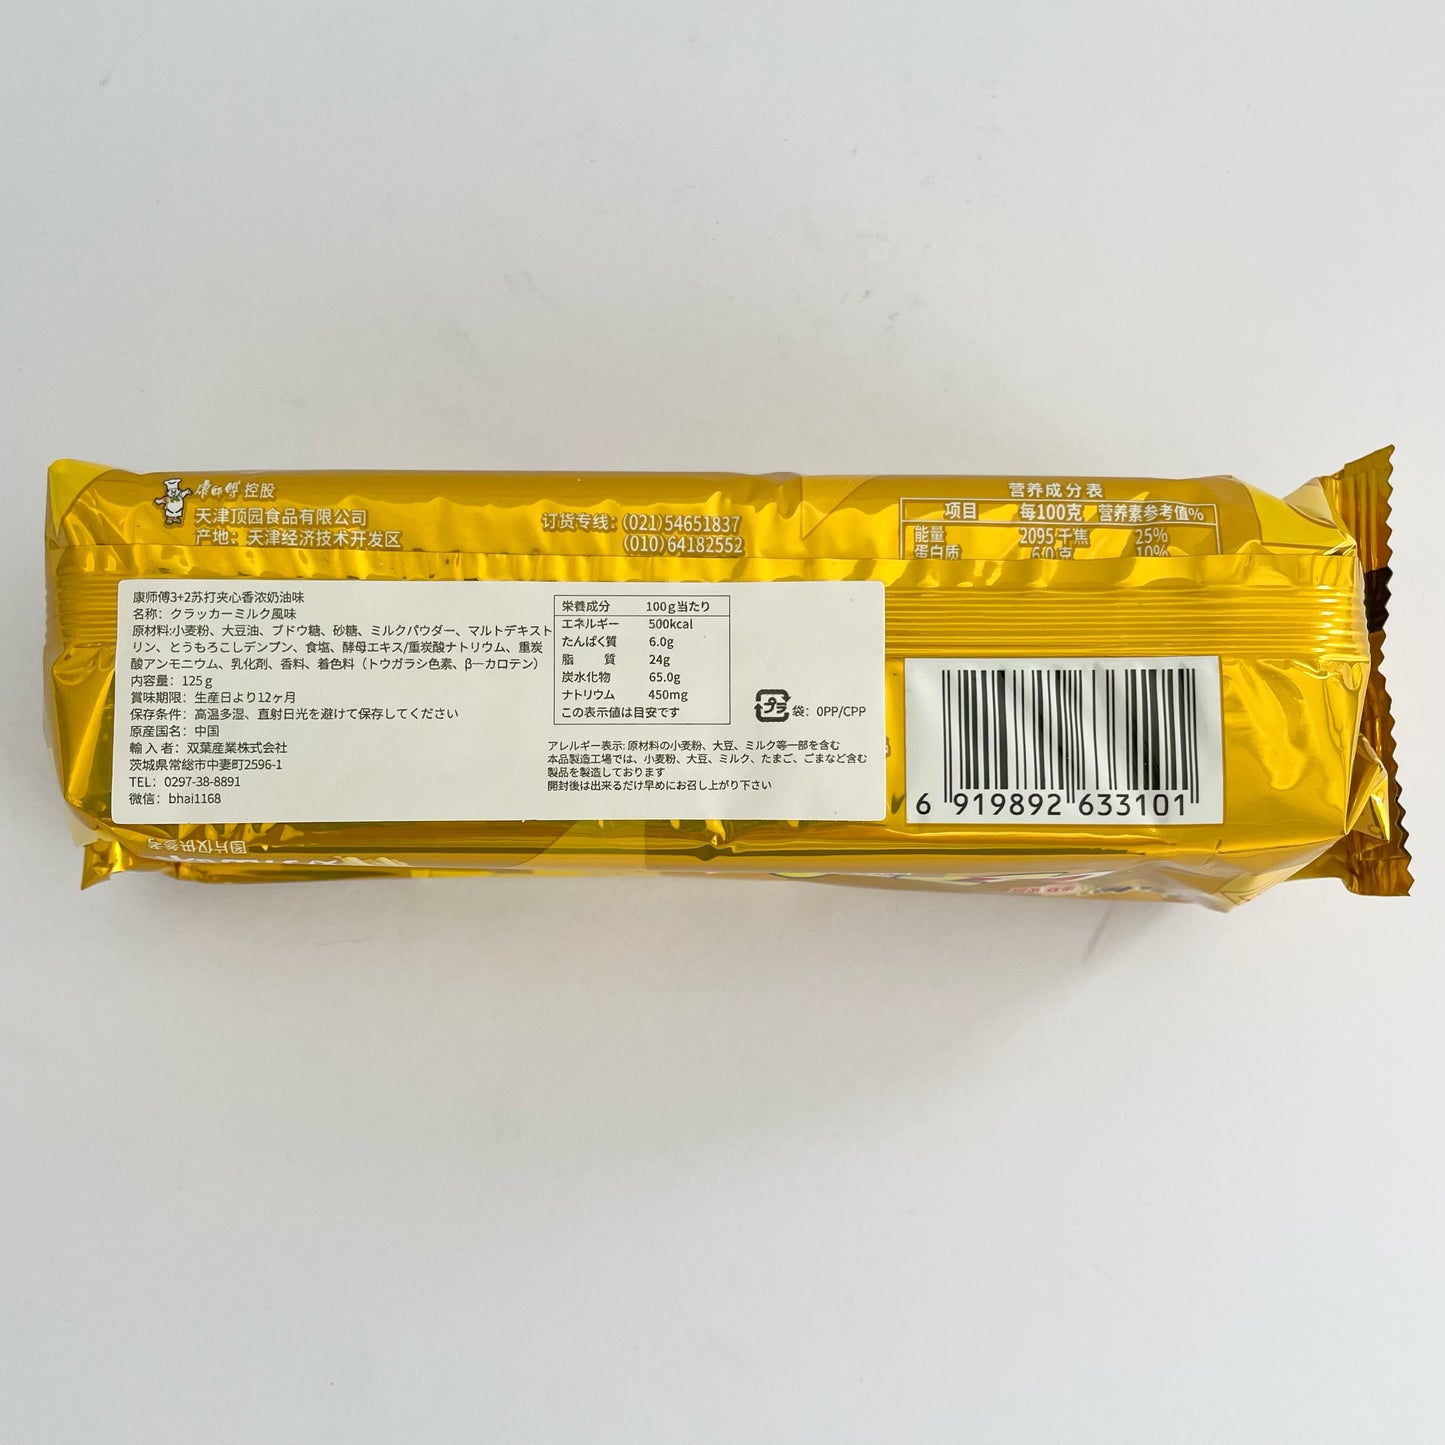 康师傅 控股
天津顶园食品有限公司
产地：天津经济技术开发区
订货专线：(021)54651837
(010)64182552
营养成分表
项目 每100克 营养素参考值%
能量 2095千焦 25%
蛋白质 6.0克 10%
康师傅3+2苏打夹心香浓奶油味
名称：クラッカーミルク風味
原材料:小麦粉、大豆油、ブドウ糖、砂糖、ミルクパウダー、マルトデキスト
リン、とうもろこしデンプン、食塩、酵母エキス/重炭酸ナトリウム、重炭
酸アンモニウム、乳化剤、香料、着色料（トウガラシ色素、β—カロテン）
内容量：125g
賞味期限：生産日より12ヶ月
保存条件：高温多湿、直射日光を避けて保存してください
原産国名：中国
輸入者：双葉産業株式会社
茨城県常総市中妻町2596-1
TEL：0297-38-8891
微信：bhai1168
栄養成分 100g当たり
エネルギー 500kcal
たんぱく質 6.0g
脂質 24g
炭水化物 65.0g
ナトリウム 450mg
この表示値は目安です
プラ 袋：OPP/CPP
アレルギー表示: 原材料の小麦粉、大豆、ミルク等一部を含む
本品製造工場では、小麦粉、大豆、ミルク、たまご、ごまなど含む
製品を製造しております
開封後は出来るだけ早めにお召し上がり下さい
6 919892 633101
图片仅供参考